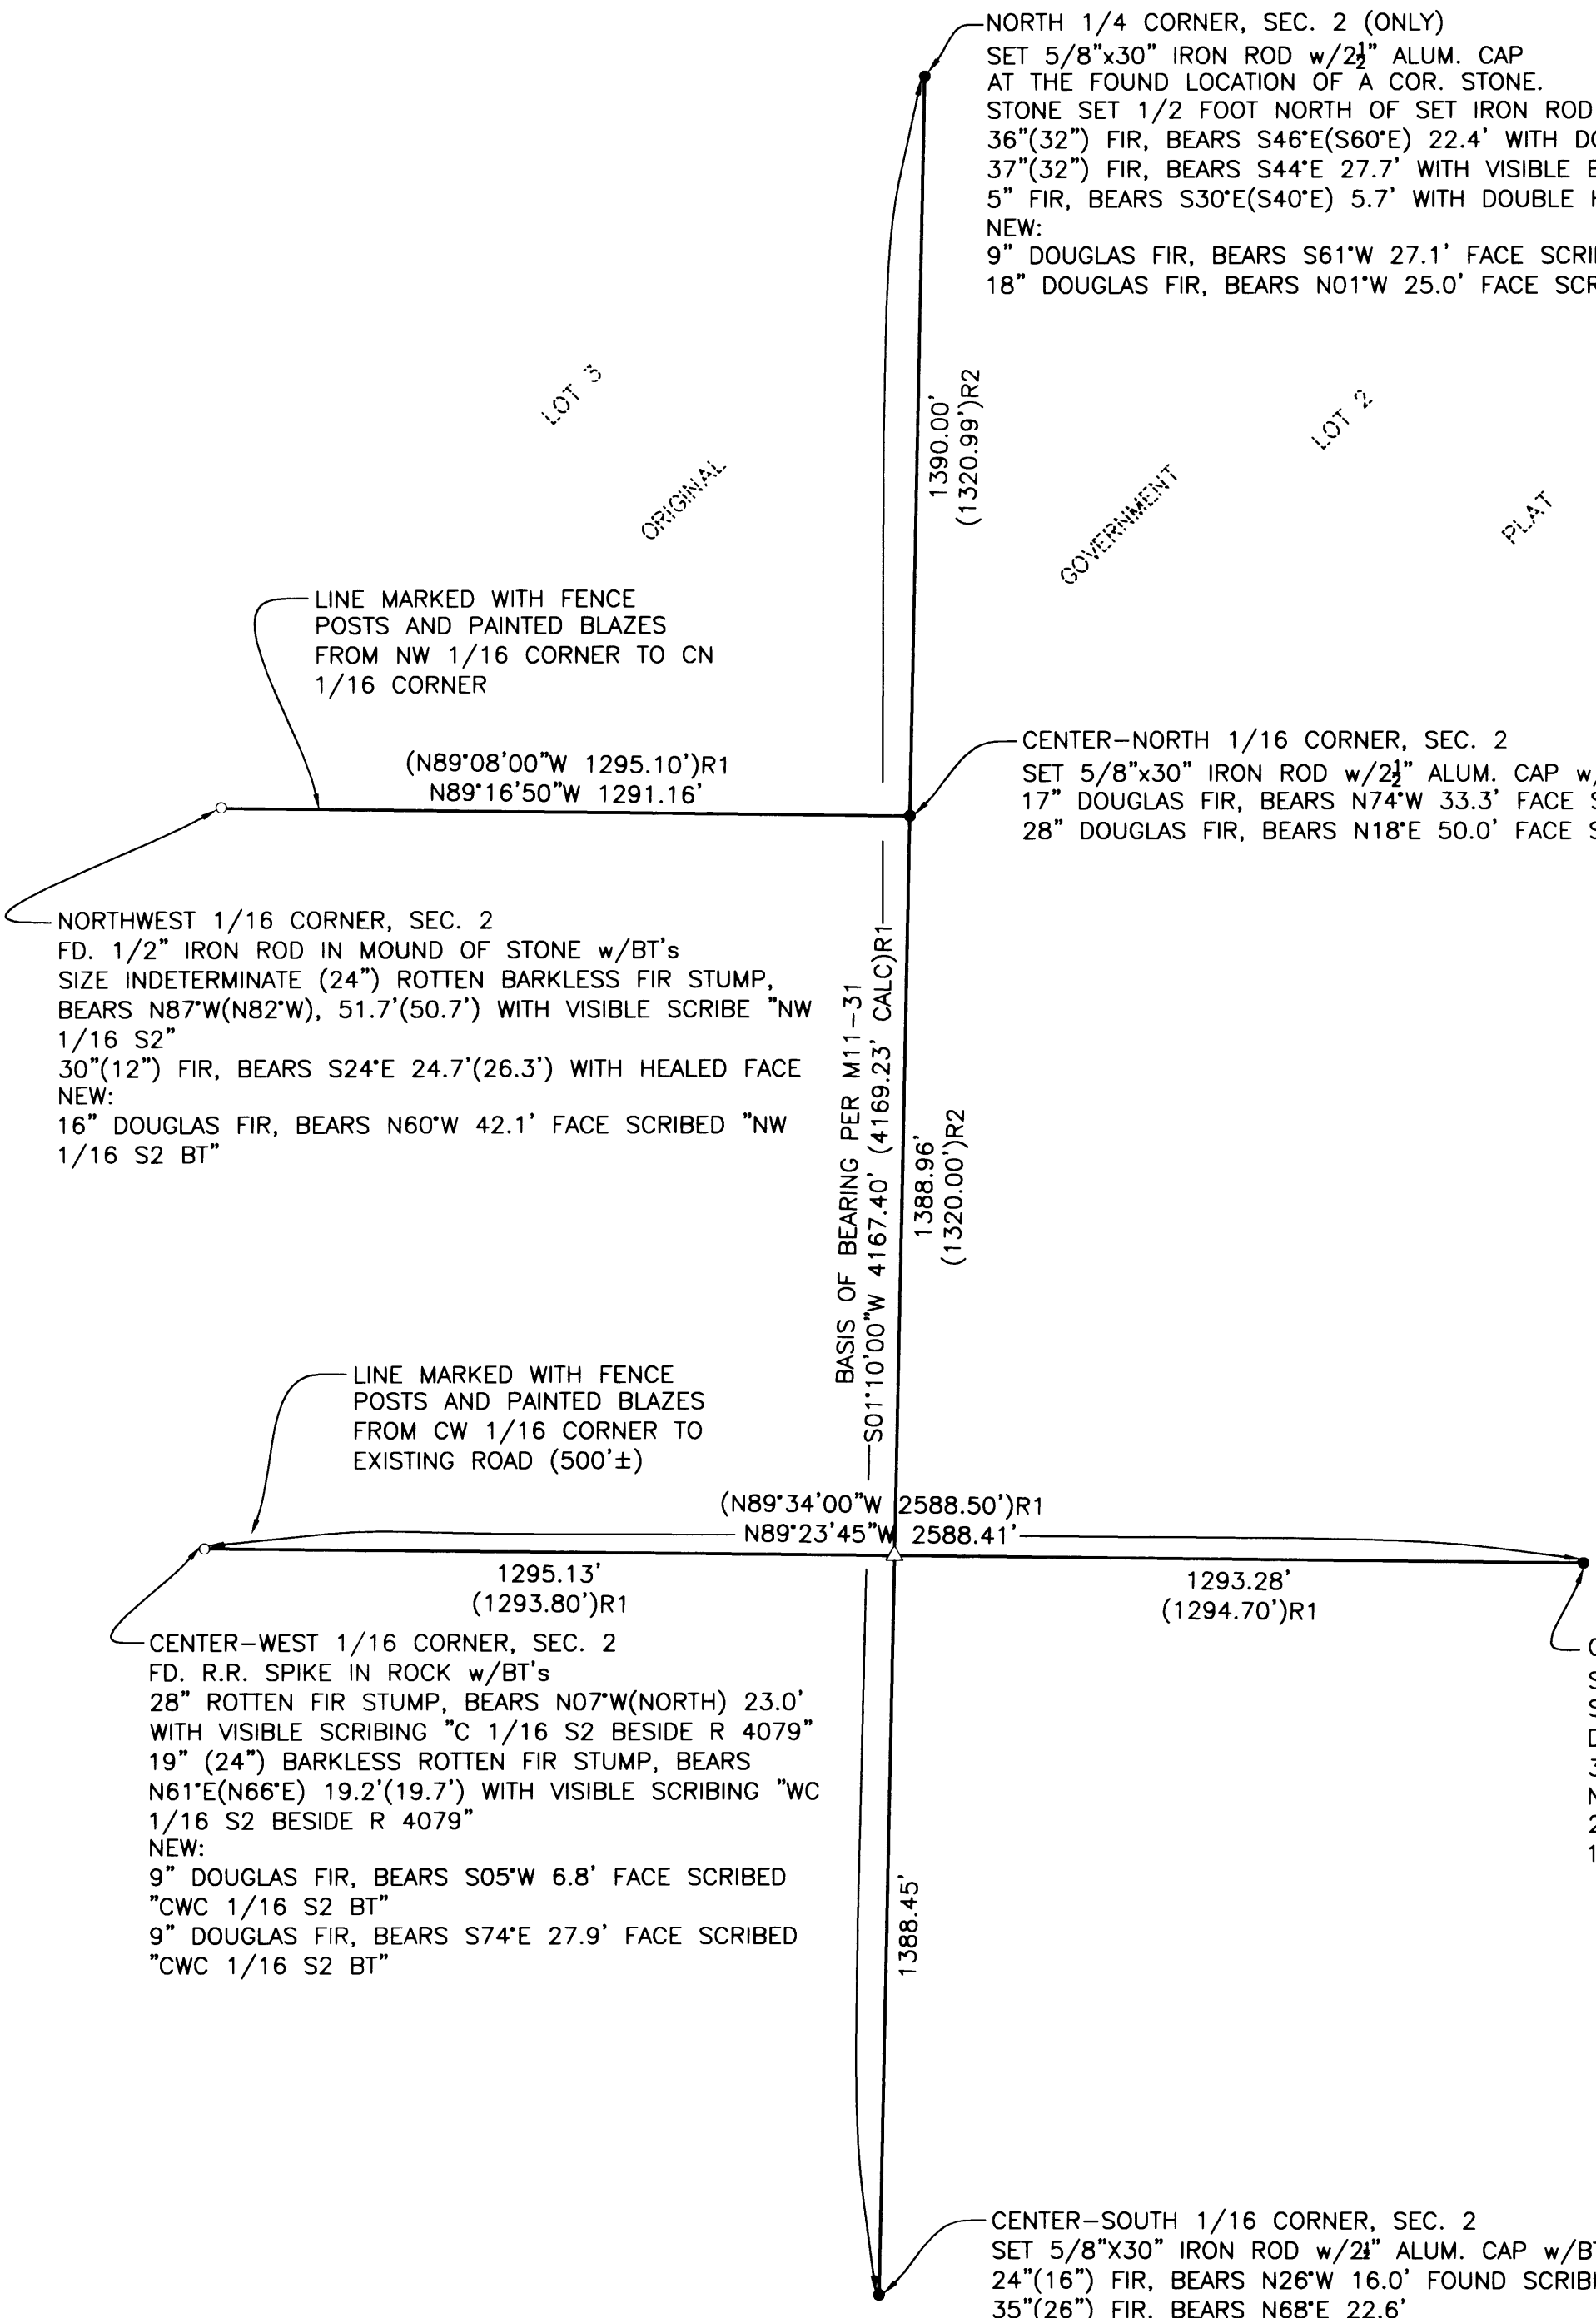 NORTH 1/4 CORNER, SEC. 2 (ONLY)
SET 5/8"x30" IRON ROD w/2½" ALUM. CAP
AT THE FOUND LOCATION OF A COR. STONE.
STONE SET 1/2 FOOT NORTH OF SET IRON ROD
36"(32") FIR, BEARS S46°E(S60°E) 22.4' WITH
37"(32") FIR, BEARS S44°E 27.7' WITH VISIBLE
5" FIR, BEARS S30°E(S40°E) 5.7' WITH DOUBLE
NEW:
9" DOUGLAS FIR, BEARS S61°W 27.1' FACE
18" DOUGLAS FIR, BEARS N01°W 25.0' FACE
LOT 3
LOT 2
1390.00'
(1320.99')R2
ORIGINAL
GOVERNMENT
PLAT
LINE MARKED WITH FENCE
POSTS AND PAINTED BLAZES
FROM NW 1/16 CORNER TO CN
1/16 CORNER
(N89°08'00"W 1295.10')R1
N89°16'50"W 1291.16'
CENTER-NORTH 1/16 CORNER, SEC. 2
SET 5/8"x30" IRON ROD w/2½" ALUM. CAP
17" DOUGLAS FIR, BEARS N74°W 33.3' FACE
28" DOUGLAS FIR, BEARS N18°E 50.0' FACE
NORTHWEST 1/16 CORNER, SEC. 2
FD. 1/2" IRON ROD IN MOUND OF STONE w/BT's
SIZE INDETERMINATE (24") ROTTEN BARKLESS FIR STUMP,
BEARS N87°W(N82°W), 51.7'(50.7') WITH VISIBLE SCRIBE "NW
1/16 S2"
30"(12") FIR, BEARS S24°E 24.7'(26.3') WITH HEALED FACE
NEW:
16" DOUGLAS FIR, BEARS N60°W 42.1' FACE SCRIBED "NW
1/16 S2 BT"
BASIS OF BEARING PER M11-31
S01°10'00"W 4167.40' (4169.23' CALC)R1
1388.96'
(1320.00')R2
LINE MARKED WITH FENCE
POSTS AND PAINTED BLAZES
FROM CW 1/16 CORNER TO
EXISTING ROAD (500'±)
(N89°34'00"W 2588.50')R1
N89°23'45"W 2588.41'
1295.13'
(1293.80')R1
1293.28'
(1294.70')R1
CENTER-WEST 1/16 CORNER, SEC. 2
FD. R.R. SPIKE IN ROCK w/BT's
28" ROTTEN FIR STUMP, BEARS N07°W(NORTH) 23.0'
WITH VISIBLE SCRIBING "C 1/16 S2 BESIDE R 4079"
19" (24") BARKLESS ROTTEN FIR STUMP, BEARS
N61°E(N66°E) 19.2'(19.7') WITH VISIBLE SCRIBING "WC
1/16 S2 BESIDE R 4079"
NEW:
9" DOUGLAS FIR, BEARS S05°W 6.8' FACE SCRIBED
"CWC 1/16 S2 BT"
9" DOUGLAS FIR, BEARS S74°E 27.9' FACE SCRIBED
"CWC 1/16 S2 BT"
1388.45'
CENTER-SOUTH 1/16 CORNER, SEC. 2
SET 5/8"X30" IRON ROD w/2½" ALUM. CAP
24"(16") FIR, BEARS N26°W 16.0' FOUND
35"(26") FIR, BEARS N68°E 22.6'